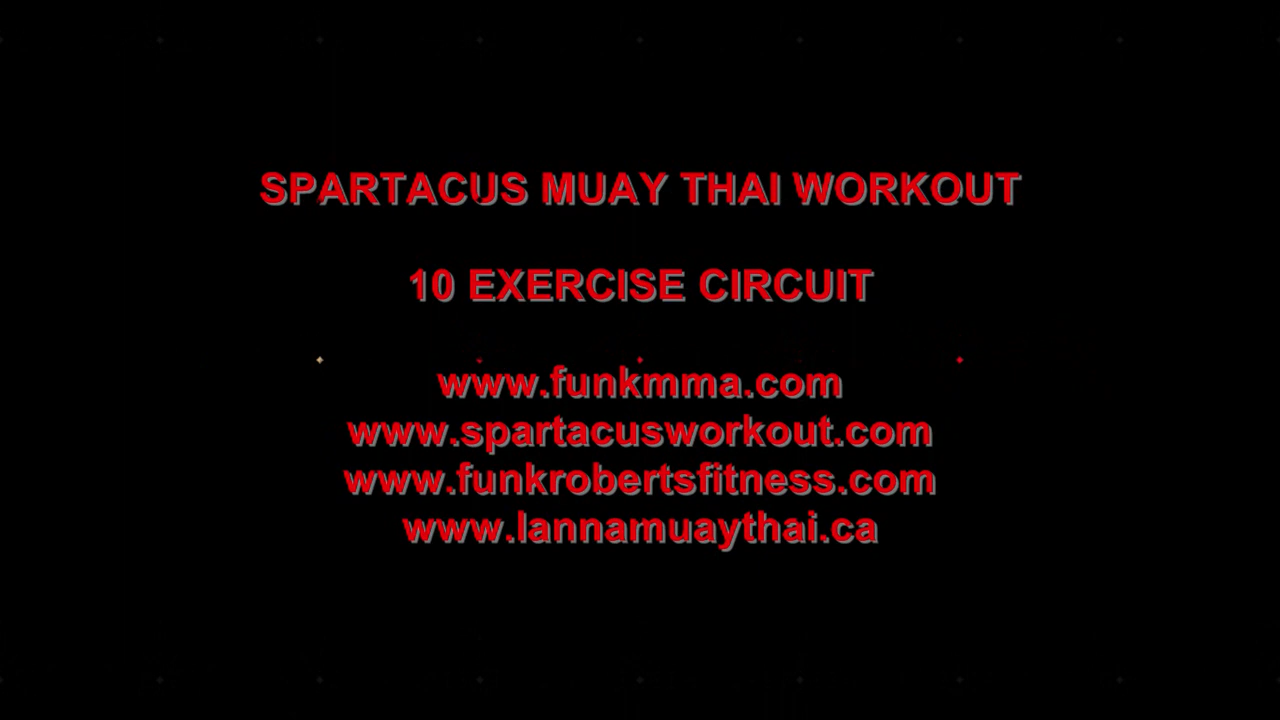 SPARTACUS MUAY THAI WORKOUT
10 EXERCISE CIRCUIT
www.funkmma.com
www.spartacusworkout.com
www.funkrobertsfitness.com
www.lannamuaythai.ca